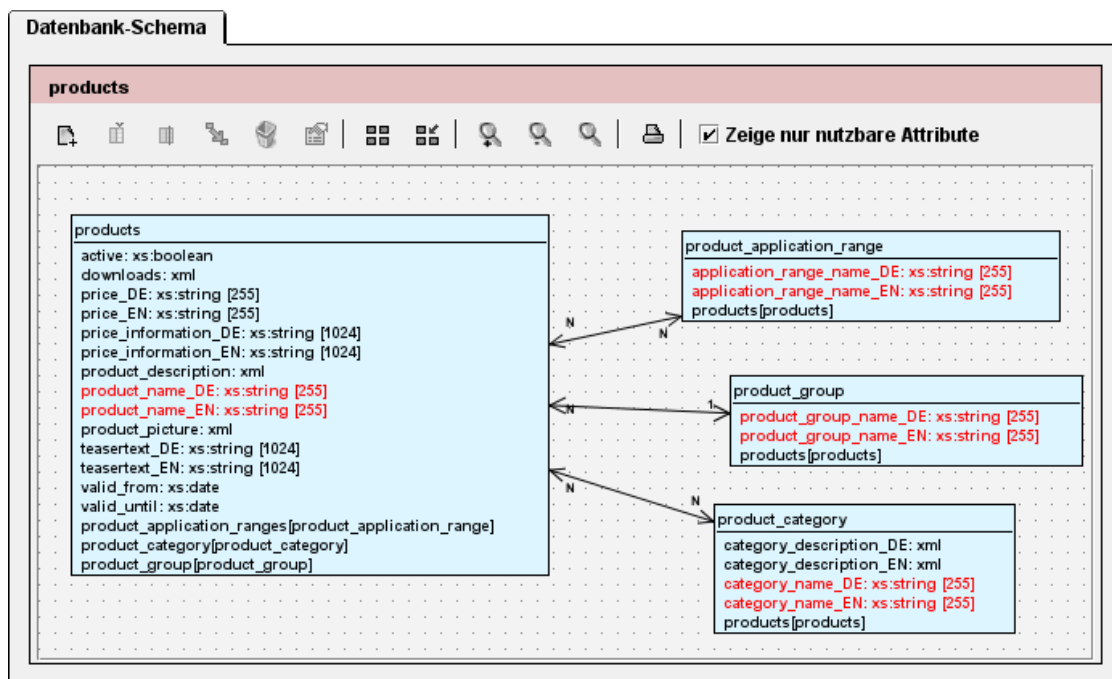 Datenbank-Schema
products
Zeige nur nutzbare Attribute
products
active: xs:boolean
downloads: xml
price_DE: xs:string [255]
price_EN: xs:string [255]
price_information_DE: xs:string [1024]
price_information_EN: xs:string [1024]
product_description: xml
product_name_DE: xs:string [255]
product_name_EN: xs:string [255]
product_picture: xml
teasertext_DE: xs:string [1024]
teasertext_EN: xs:string [1024]
valid_from: xs:date
valid_until: xs:date
product_application_ranges[product_application_range]
product_category[product_category]
product_group[product_group]
N
N
N
1
N
N
product_application_range
application_range_name_DE: xs:string [255]
application_range_name_EN: xs:string [255]
products[products]
product_group
product_group_name_DE: xs:string [255]
product_group_name_EN: xs:string [255]
products[products]
product_category
category_description_DE: xml
category_description_EN: xml
category_name_DE: xs:string [255]
category_name_EN: xs:string [255]
products[products]